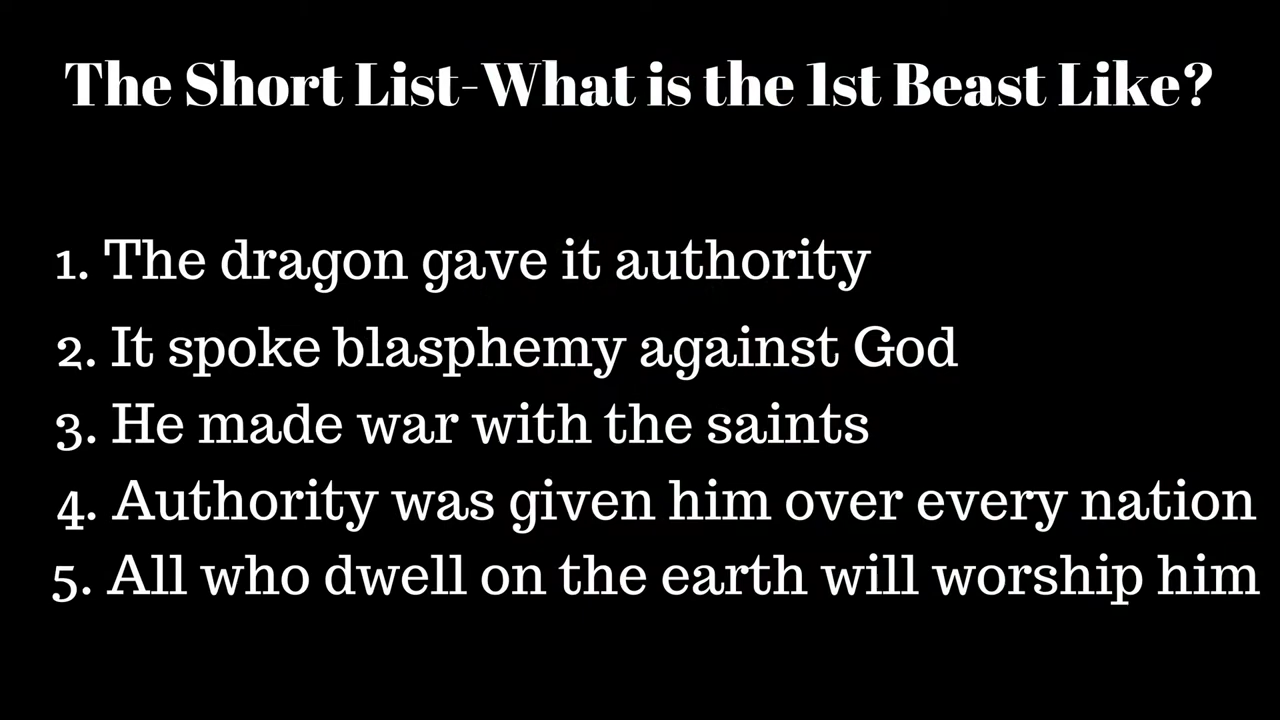 The Short List-What is the 1st Beast Like?
1. The dragon gave it authority
2. It spoke blasphemy against God
3. He made war with the saints
4. Authority was given him over every nation
5. All who dwell on the earth will worship him